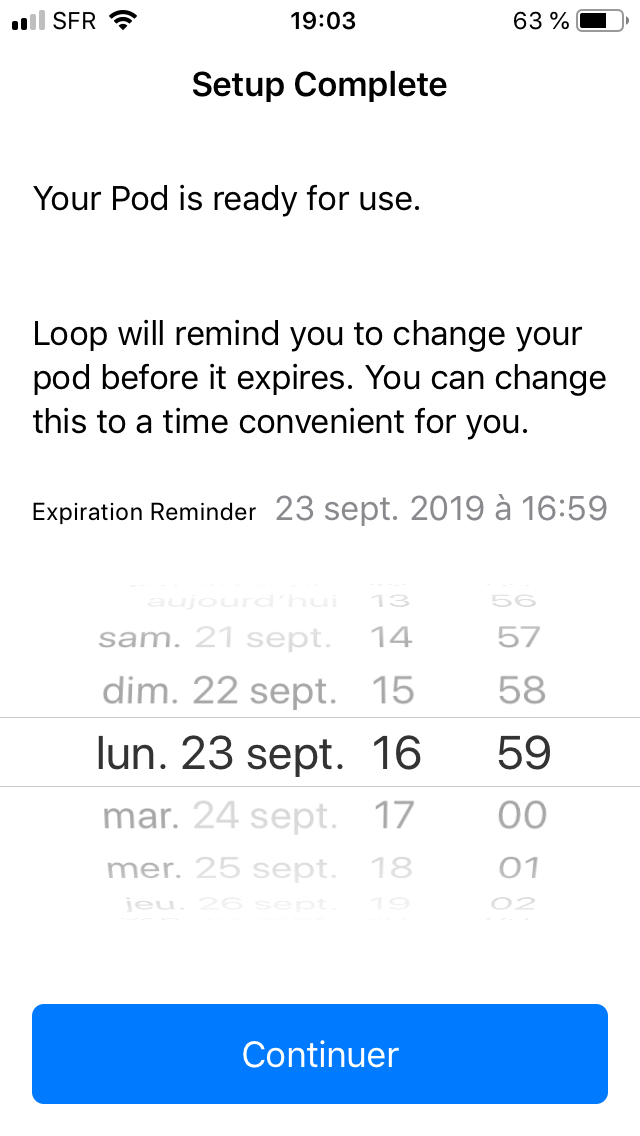 SFR 19:03 63 %
Setup Complete
Your Pod is ready for use.
Loop will remind you to change your
pod before it expires. You can change
this to a time convenient for you.
Expiration Reminder 23 sept. 2019 à 16:59
aujourd'hui 13 56
sam. 21 sept. 14 57
dim. 22 sept. 15 58
lun. 23 sept. 16 59
mar. 24 sept. 17 00
mer. 25 sept. 18 01
jeu. 26 sept. 19 02
Continuer